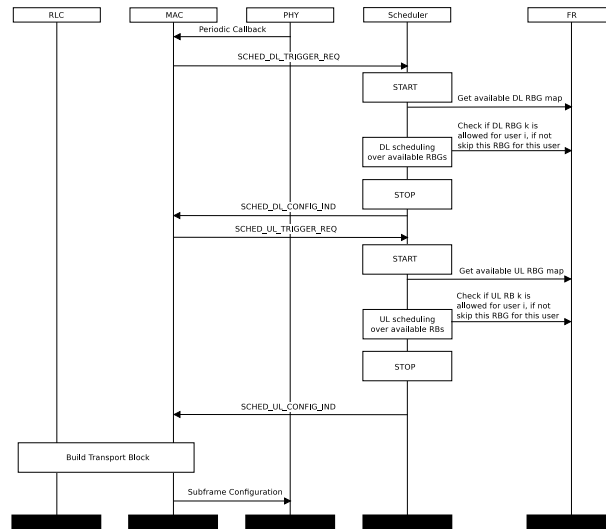 RLC
MAC
PHY
Scheduler
FR
Periodic Callback
SCHED_DL_TRIGGER_REQ
START
Get available DL RBG map
Check if DL RBG k is
allowed for user i, if not
skip this RBG for this user
DL scheduling
over available RBGs
STOP
SCHED_DL_CONFIG_IND
SCHED_UL_TRIGGER_REQ
START
Get available UL RBG map
Check if UL RB k is
allowed for user i, if not
skip this RBG for this user
UL scheduling
over available RBs
STOP
SCHED_UL_CONFIG_IND
Build Transport Block
Subframe Configuration